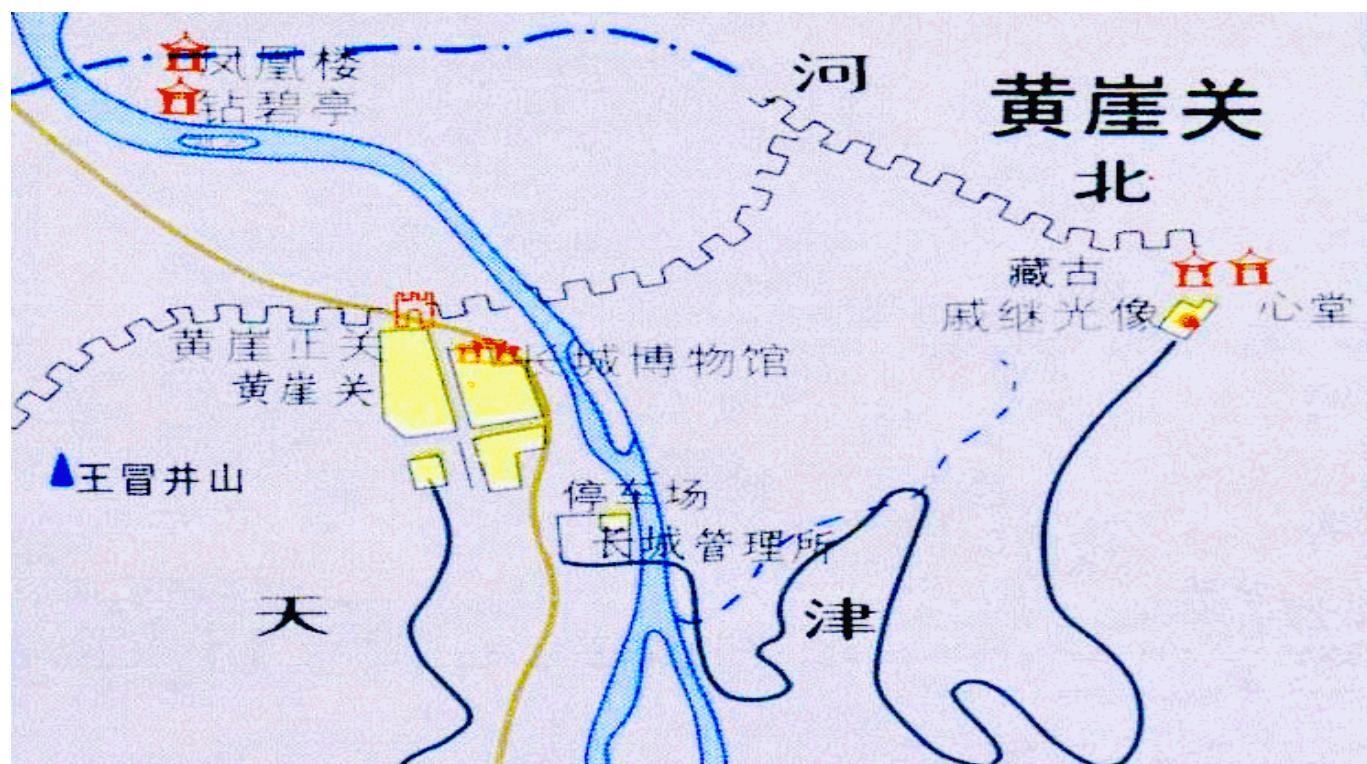 凤凰楼
钻碧亭
河
黄崖关
北
藏古
戚继光像
心堂
黄崖正关
长城博物馆
黄崖关
王冒井山
停车场
长城管理所
天
津